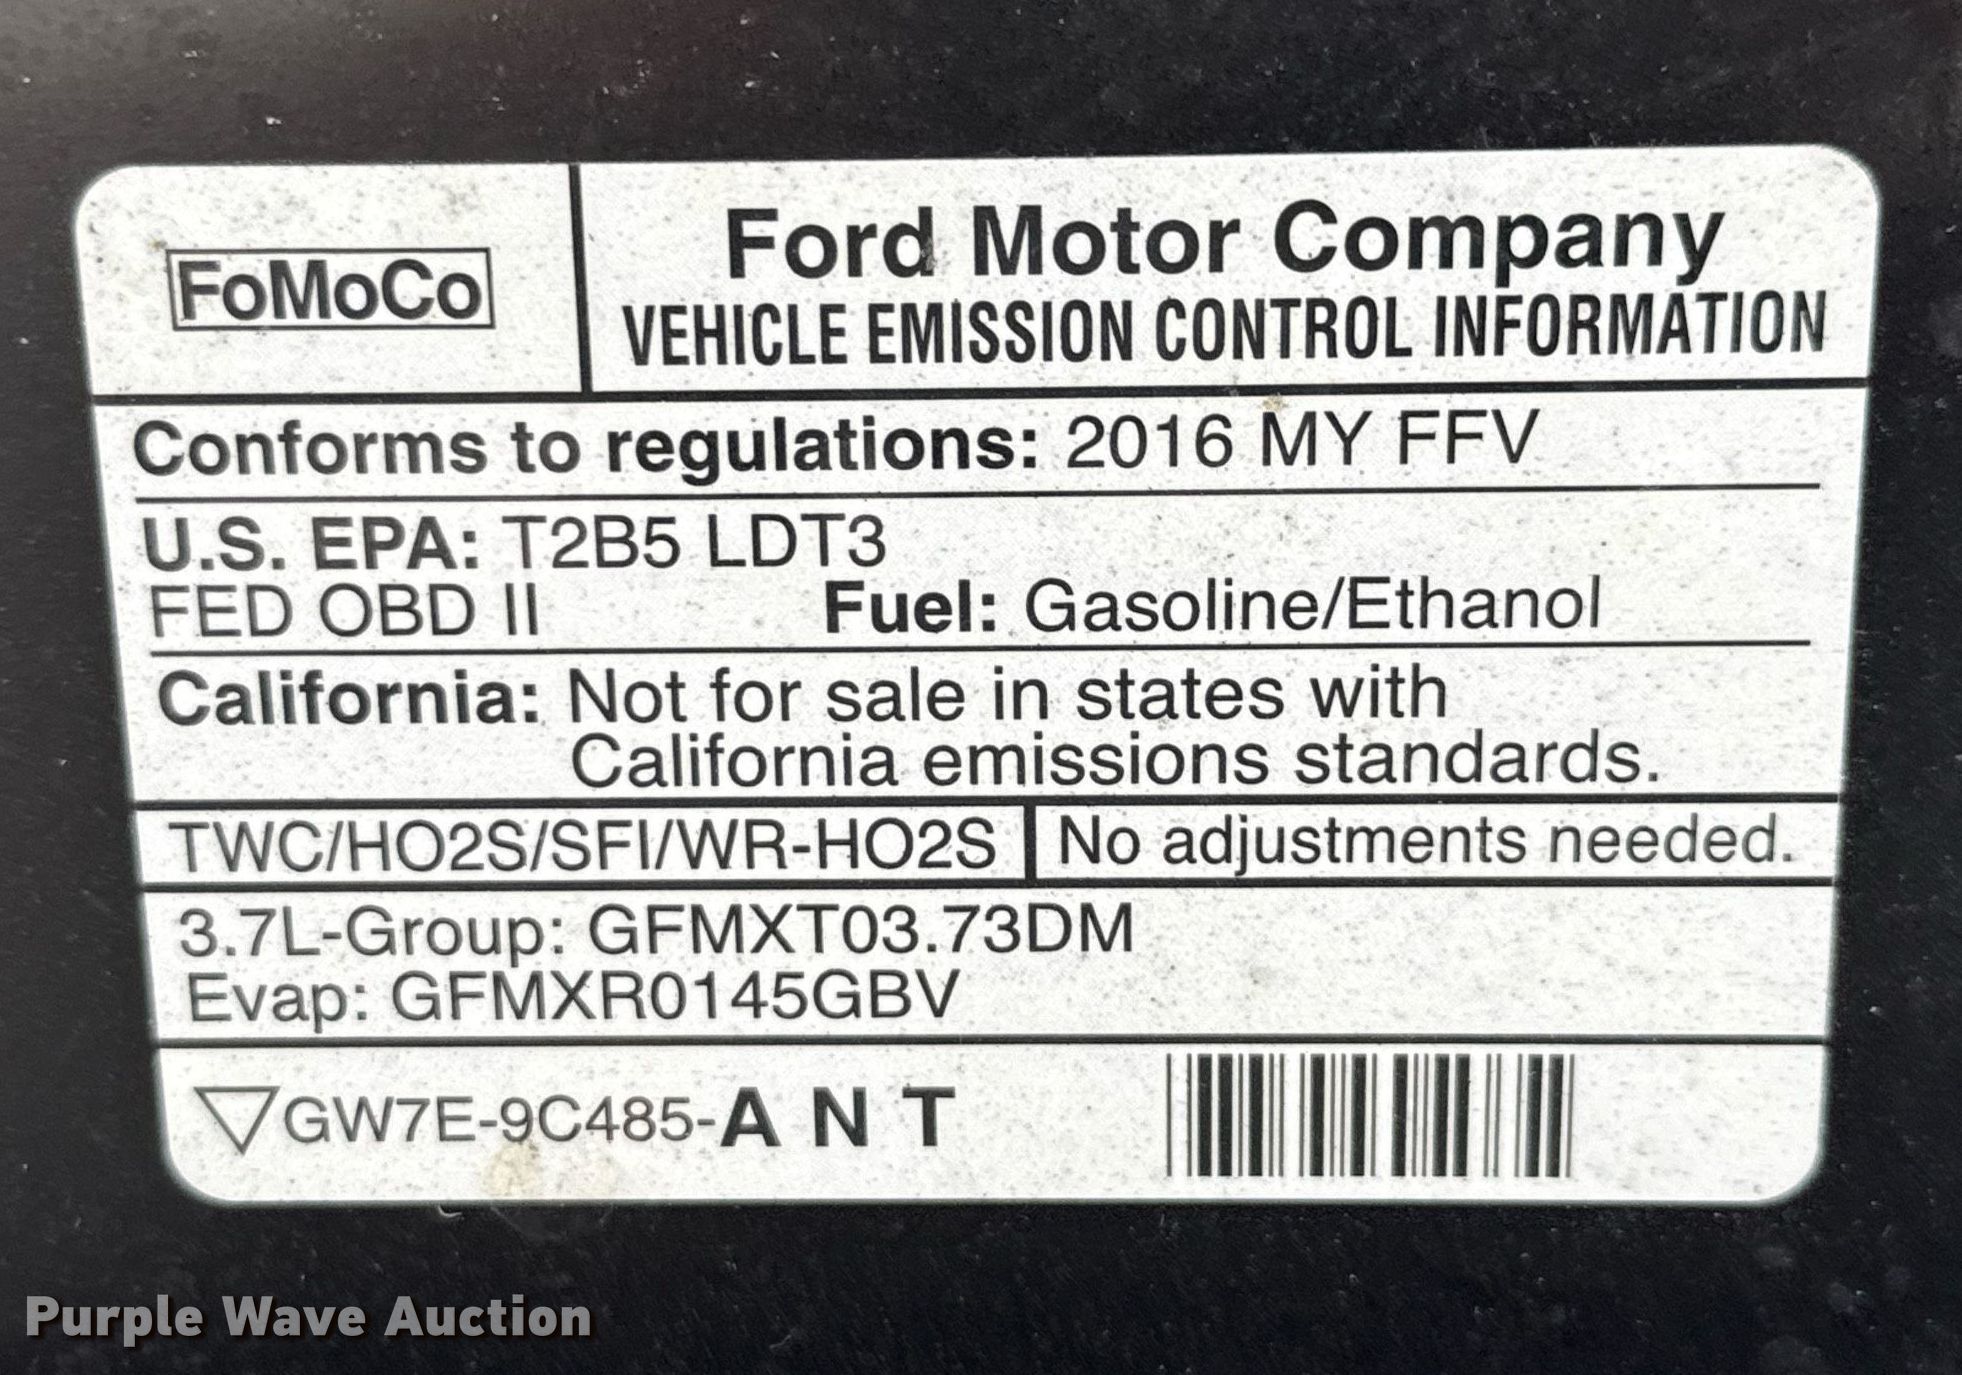 FoMoCo
Ford Motor Company
VEHICLE EMISSION CONTROL INFORMATION
Conforms to regulations: 2016 MY FFV
U.S. EPA: T2B5 LDT3
FED OBD II Fuel: Gasoline/Ethanol
California: Not for sale in states with
California emissions standards.
TWC/HO2S/SFI/WR-HO2S No adjustments needed.
3.7L-Group: GFMXT03.73DM
Evap: GFMXR0145GBV
GW7E-9C485-A N T
Purple Wave Auction